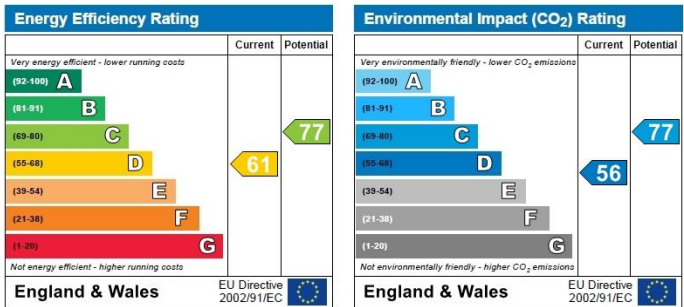 Energy Efficiency Rating
Current Potential
Very energy efficient - lower running costs
(92-100) A
(81-91) B
(69-80) C
77
(55-68) D
61
(39-54) E
(21-38) F
(1-20) G
Not energy efficient - higher running costs
England & Wales
EU Directive
2002/91/EC
Environmental Impact (CO₂) Rating
Current Potential
Very environmentally friendly - lower CO₂ emissions
(92-100) A
(81-91) B
(69-80) C
77
(55-68) D
56
(39-54) E
(21-38) F
(1-20) G
Not environmentally friendly - higher CO₂ emissions
England & Wales
EU Directive
2002/91/EC